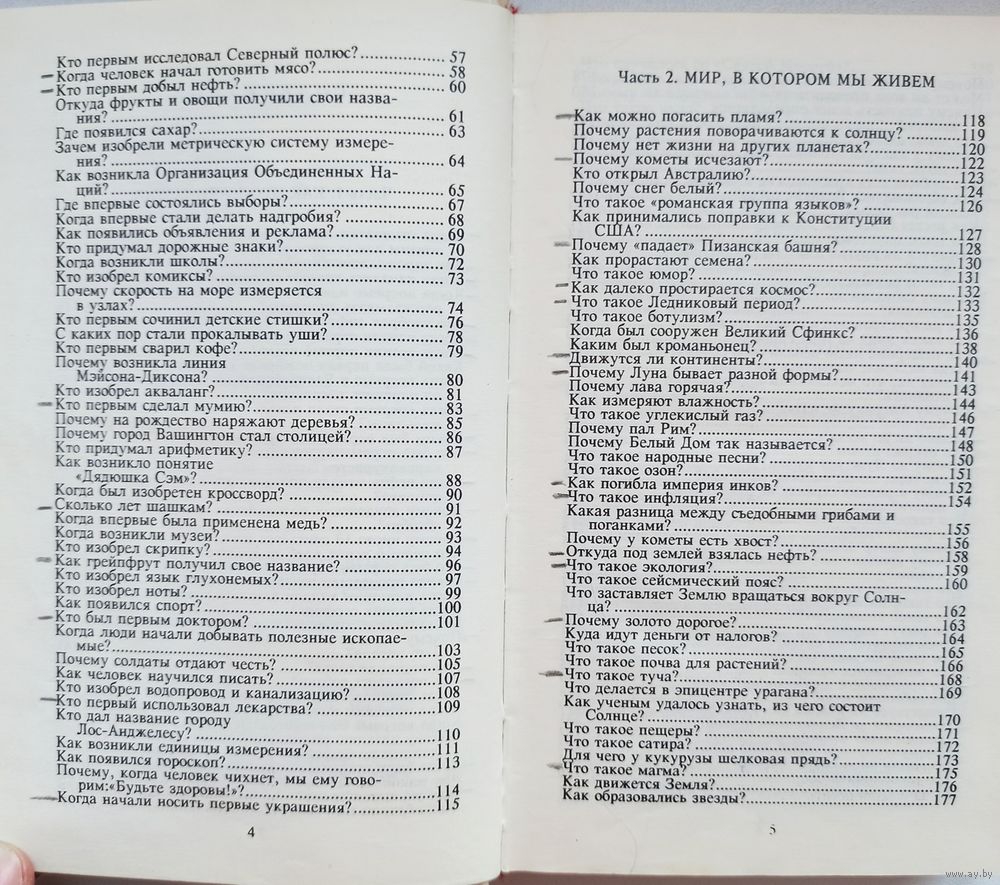 Кто первым исследовал Северный полюс?................ 57
Когда человек начал готовить мясо?........................ 58
Кто первым добыл нефть?........................................ 60
Откуда фрукты и овощи получили свои назва-
ния?............................................................... 61
Где появился сахар?................................................ 63
Зачем изобрели метрическую систему измере-
ния?............................................................... 64
Как возникла Организация Объединенных На-
ций?............................................................... 65
Где впервые состоялись выборы?............................. 67
Когда впервые стали делать надгробия?.................. 68
Как появились объявления и реклама?.................... 69
Кто придумал дорожные знаки?.............................. 70
Когда возникли школы?.......................................... 72
Кто изобрел комиксы?............................................ 73
Почему скорость на море измеряется
в узлах?.......................................................... 74
Кто первым сочинил детские стишки?.................... 76
С каких пор стали прокалывать уши?..................... 78
Кто первым сварил кофе?....................................... 79
Почему возникла линия
Мэйсона-Диксона?.......................................... 80
Кто изобрел акваланг?............................................ 81
Кто первым сделал мумию?.................................... 83
Почему на рождество наряжают деревья?............... 85
Почему город Вашингтон стал столицей?............... 86
Кто придумал арифметику?.................................... 87
Как возникло понятие
«Дядюшка Сэм»?............................................ 88
Когда был изобретен кроссворд?............................ 90
Сколько лет шашкам?............................................ 91
Когда впервые была применена медь?.................... 92
Когда возникли музеи?.......................................... 93
Кто изобрел скрипку?............................................ 94
Как грейпфрут получил свое название?.................. 96
Кто изобрел язык глухонемых?............................... 97
Кто изобрел ноты?................................................. 99
Как появился спорт?............................................. 100
Кто был первым доктором?................................... 101
Когда люди начали добывать полезные ископае-
мые?............................................................. 103
Почему солдаты отдают честь?.............................. 105
Как человек научился писать?............................... 107
Кто изобрел водопровод и канализацию?............... 108
Кто первый использовал лекарства?...................... 109
Кто дал название городу
Лос-Анджелесу?............................................. 110
Как возникли единицы измерения?....................... 111
Как появился гороскоп?........................................ 113
Почему, когда человек чихнет, мы ему гово-
рим:«Будьте здоровы!»?................................. 114
Когда начали носить первые украшения?.............. 115
4
Часть 2. МИР, В КОТОРОМ МЫ ЖИВЕМ
Как можно погасить пламя?.................................. 118
Почему растения поворачиваются к солнцу?.......... 119
Почему нет жизни на других планетах?................. 120
Почему кометы исчезают?..................................... 122
Кто открыл Австралию?........................................ 123
Почему снег белый?.............................................. 124
Что такое «романская группа языков»?.................. 126
Как принимались поправки к Конституции
США?........................................................... 127
Почему «падает» Пизанская башня?...................... 128
Как прорастают семена?........................................ 130
Что такое юмор?................................................... 131
Как далеко простирается космос?.......................... 132
Что такое Ледниковый период?............................. 133
Что такое ботулизм?............................................. 135
Когда был сооружен Великий Сфинкс?.................. 136
Каким был кроманьонец?...................................... 138
Движутся ли континенты?..................................... 140
Почему Луна бывает разной формы?...................... 141
Почему лава горячая?........................................... 143
Как измеряют влажность?..................................... 144
Что такое углекислый газ?.................................... 146
Почему пал Рим?.................................................. 147
Почему Белый Дом так называется?...................... 148
Что такое народные песни?................................... 150
Что такое озон?.................................................... 151
Как погибла империя инков?................................ 152
Что такое инфляция?............................................ 154
Какая разница между съедобными грибами и
поганками?.................................................... 155
Почему у кометы есть хвост?................................ 156
Откуда под землей взялась нефть?........................ 158
Что такое экология?............................................. 159
Что такое сейсмический пояс?.............................. 160
Что заставляет Землю вращаться вокруг Солн-
ца?............................................................... 162
Почему золото дорогое?........................................ 163
Куда идут деньги от налогов?............................... 164
Что такое песок?.................................................. 165
Что такое почва для растений?............................. 166
Что такое туча?.................................................... 168
Что делается в эпицентре урагана?........................ 169
Как ученым удалось узнать, из чего состоит
Солнце?........................................................ 170
Что такое пещеры?............................................... 171
Что такое сатира?................................................ 172
Для чего у кукурузы шелковая прядь?................... 173
Что такое магма?................................................. 175
Как движется Земля?........................................... 176
Как образовались звезды?..................................... 177
5
www.ay.by